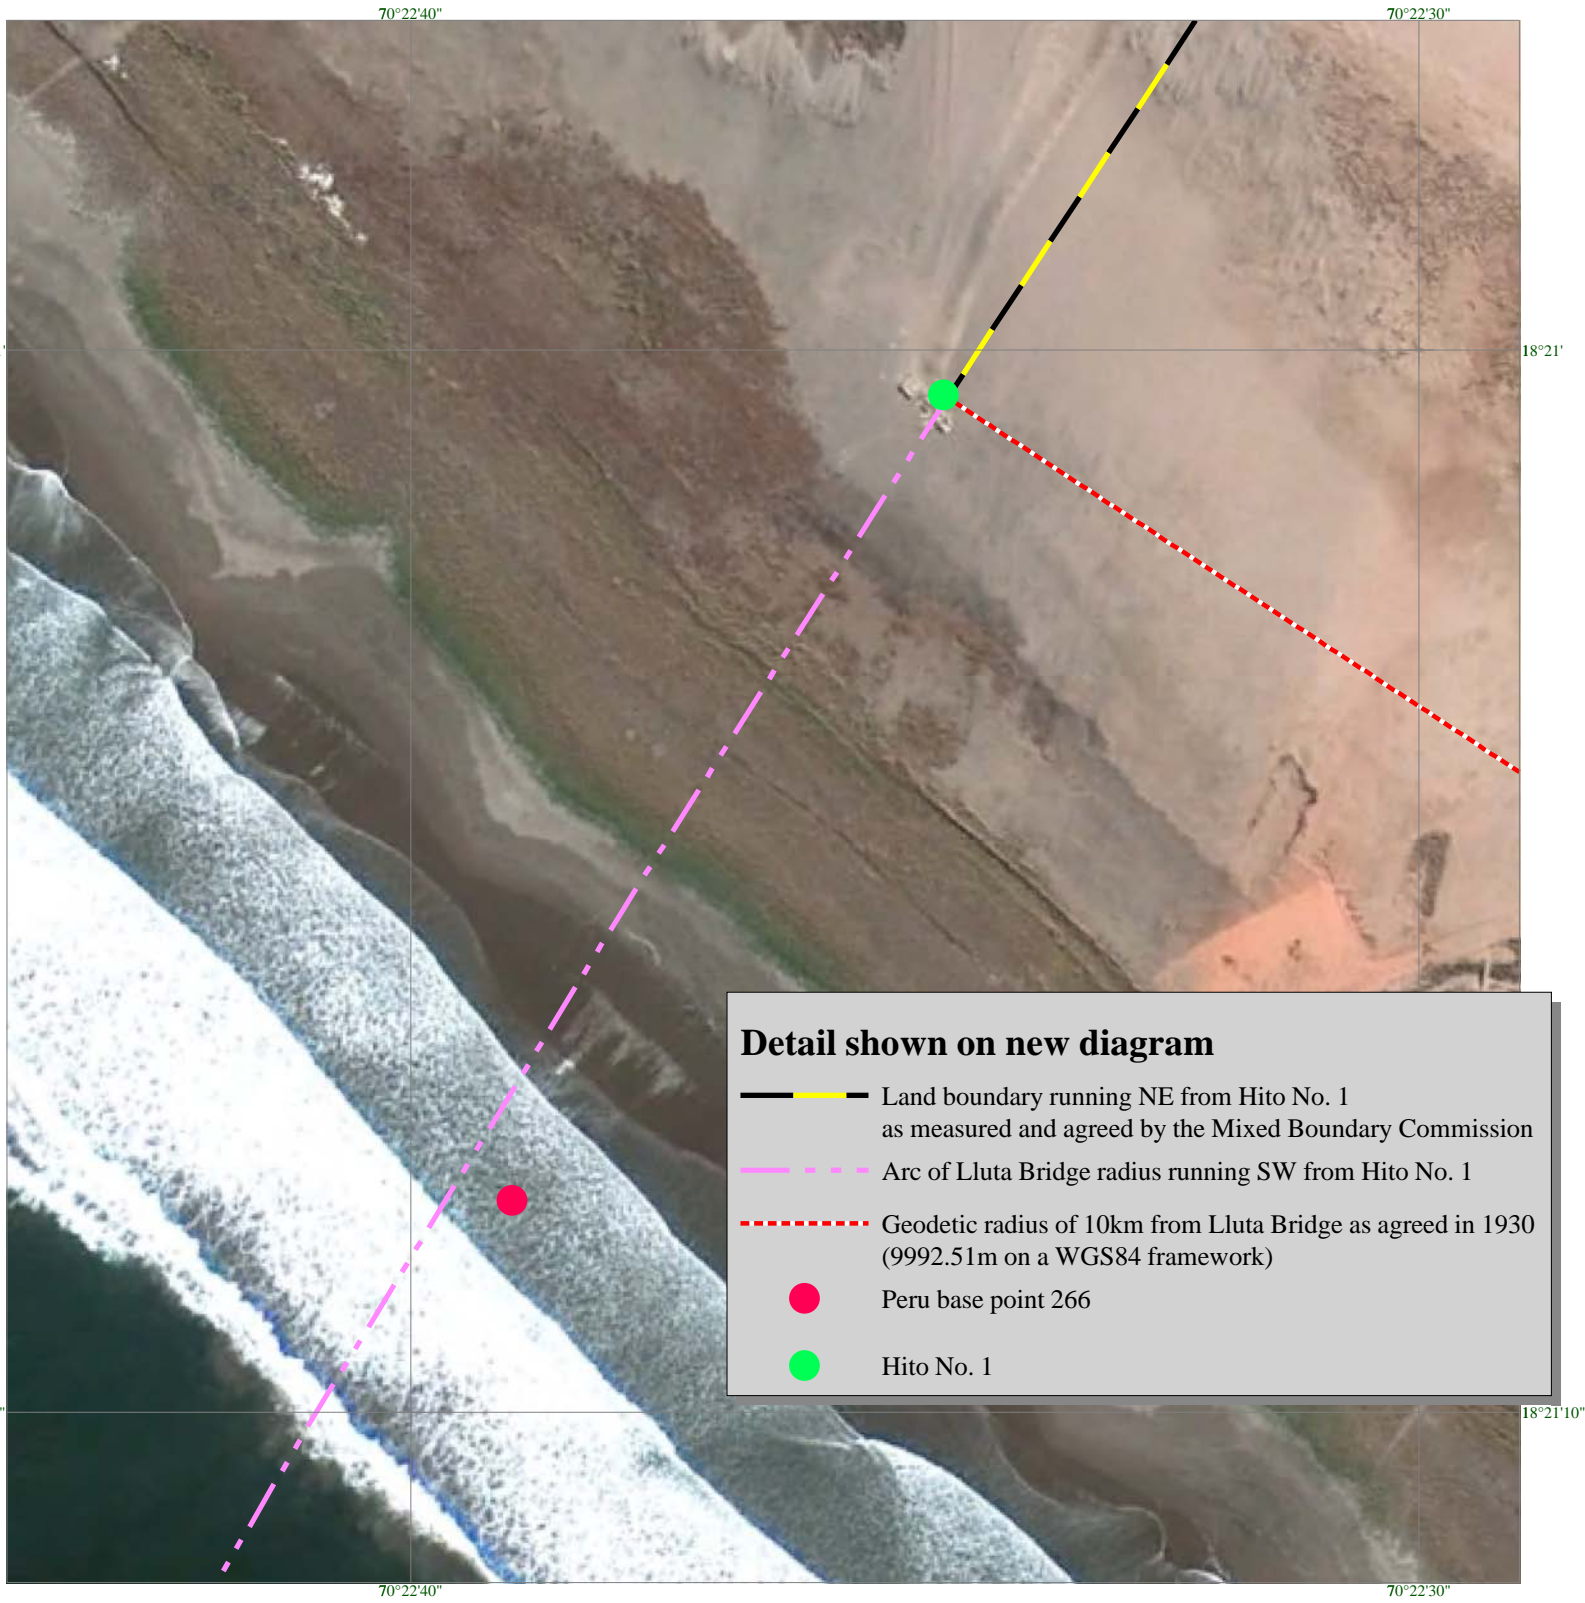 70°22'40" 70°22'30"
' 18°21'
Detail shown on new diagram
Land boundary running NE from Hito No. 1
as measured and agreed by the Mixed Boundary Commission
Arc of Lluta Bridge radius running SW from Hito No. 1
Geodetic radius of 10km from Lluta Bridge as agreed in 1930
(9992.51m on a WGS84 framework)
Peru base point 266
Hito No. 1
" 18°21'10"
70°22'40" 70°22'30"